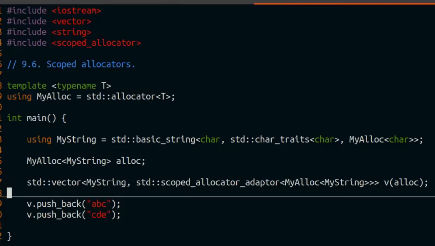 #include <iostream>
#include <vector>
#include <string>
#include <scoped_allocator>
// 9.6. Scoped allocators.
template <typename T>
using MyAlloc = std::allocator<T>;
int main() {
using MyString = std::basic_string<char, std::char_traits<char>, MyAlloc<char>>;
MyAlloc<MyString> alloc;
std::vector<MyString, std::scoped_allocator_adaptor<MyAlloc<MyString>>> v(alloc);
v.push_back("abc");
v.push_back("cde");
}